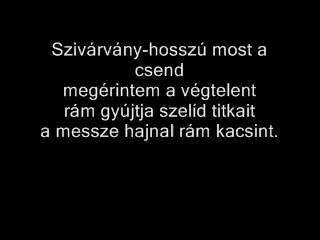 Szivárvány-hosszú most a
csend
megérintem a végtelent
rám gyújtja szelíd titkait
a messze hajnal rám kacsint.